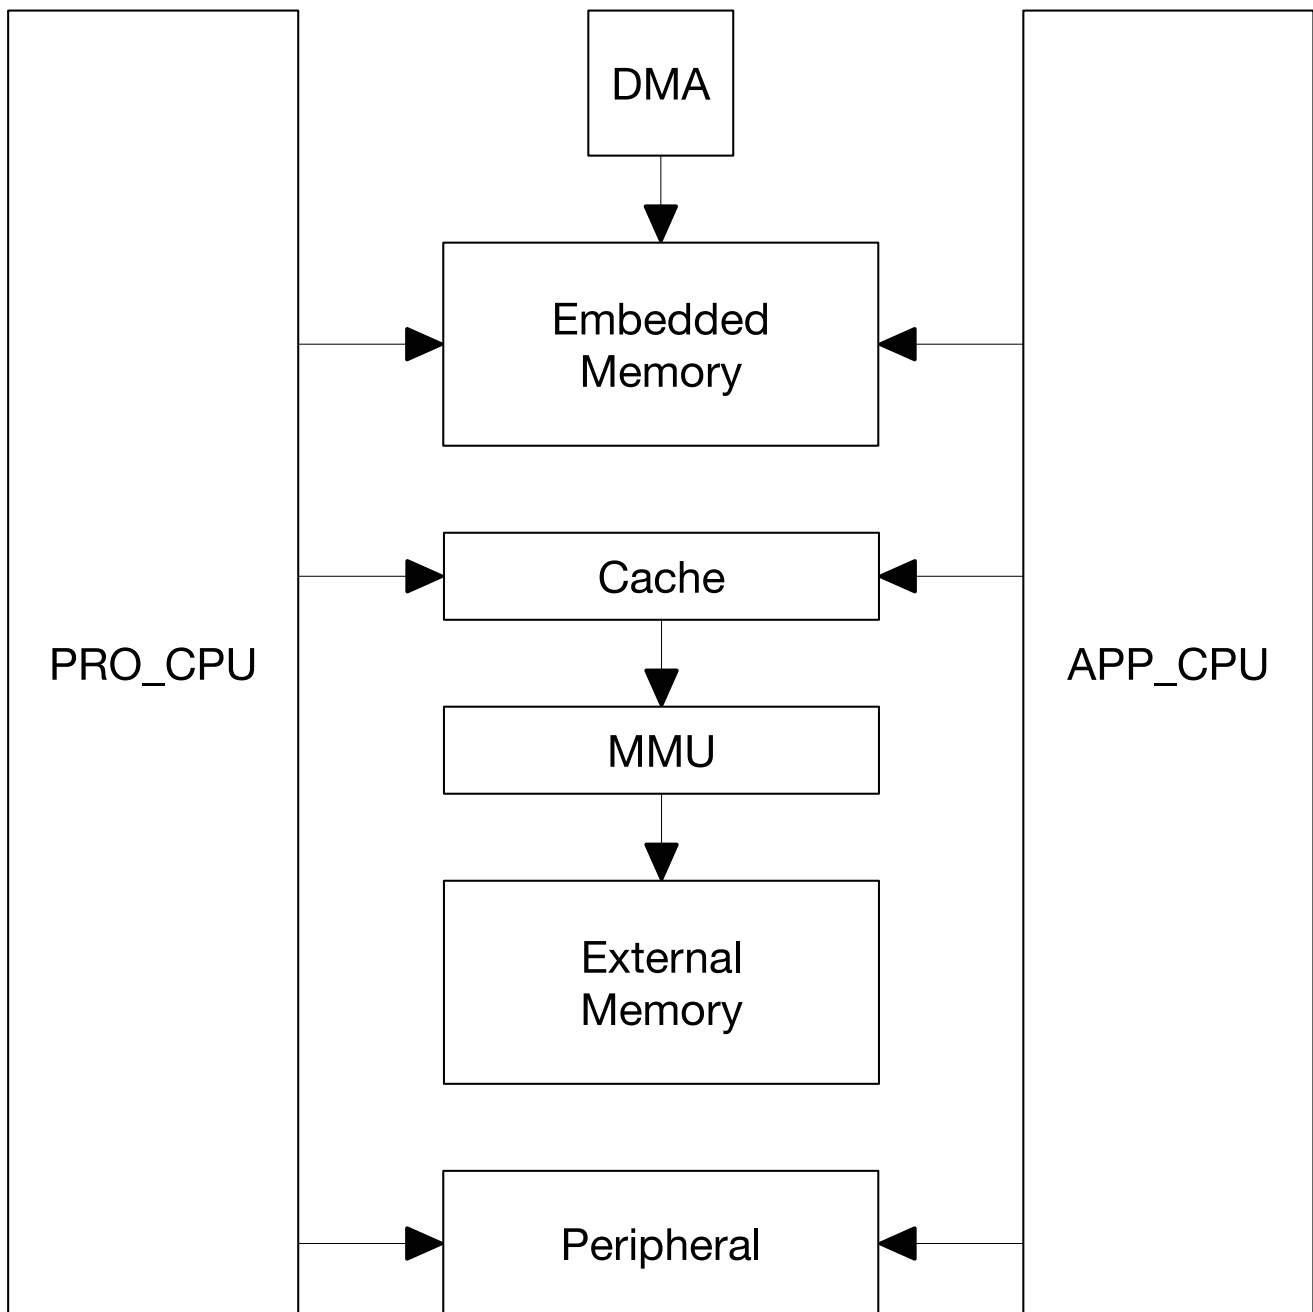 DMA
Embedded
Memory
Cache
PRO_CPU
APP_CPU
MMU
External
Memory
Peripheral